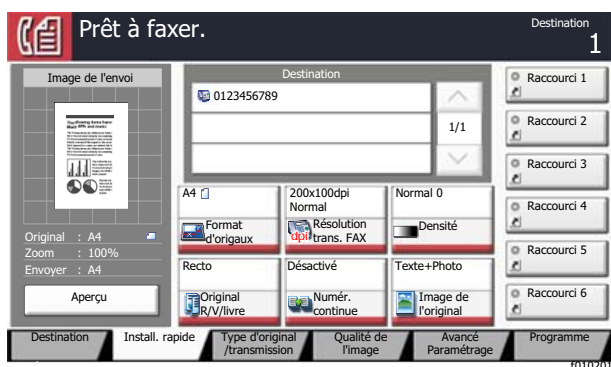 Prêt à faxer.
Destination
1
Image de l'envoi
Original : A4
Zoom : 100%
Envoyer : A4
Aperçu
Destination
0123456789
1/1
A4
Format
d'origaux
200x100dpi
Normal
dpi
Résolution
trans. FAX
Normal 0
Densité
Recto
Original
R/V/livre
Désactivé
Numér.
continue
Texte+Photo
Image de
l'original
Raccourci 1
Raccourci 2
Raccourci 3
Raccourci 4
Raccourci 5
Raccourci 6
Destination
Install. rapide
Type d'original
/transmission
Qualité de
l'image
Avancé
Paramétrage
Programme
f010201